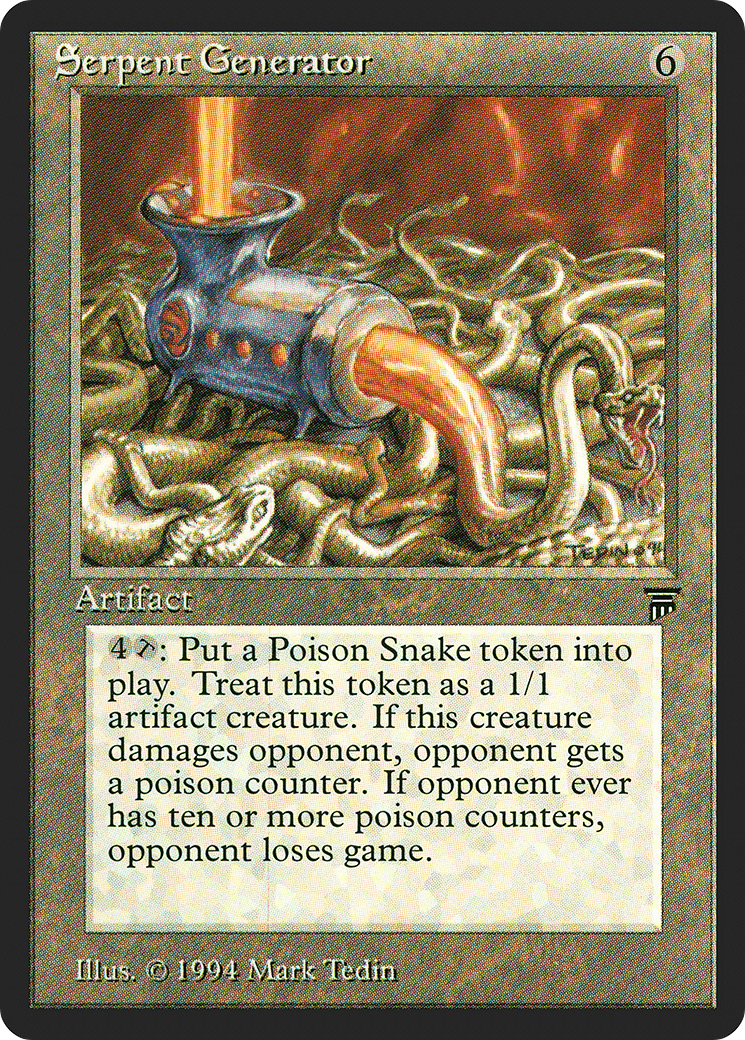 Serpent Generator 6
TEDIN © 94
Artifact
4 T: Put a Poison Snake token into
play. Treat this token as a 1/1
artifact creature. If this creature
damages opponent, opponent gets
a poison counter. If opponent ever
has ten or more poison counters,
opponent loses game.
Illus. © 1994 Mark Tedin